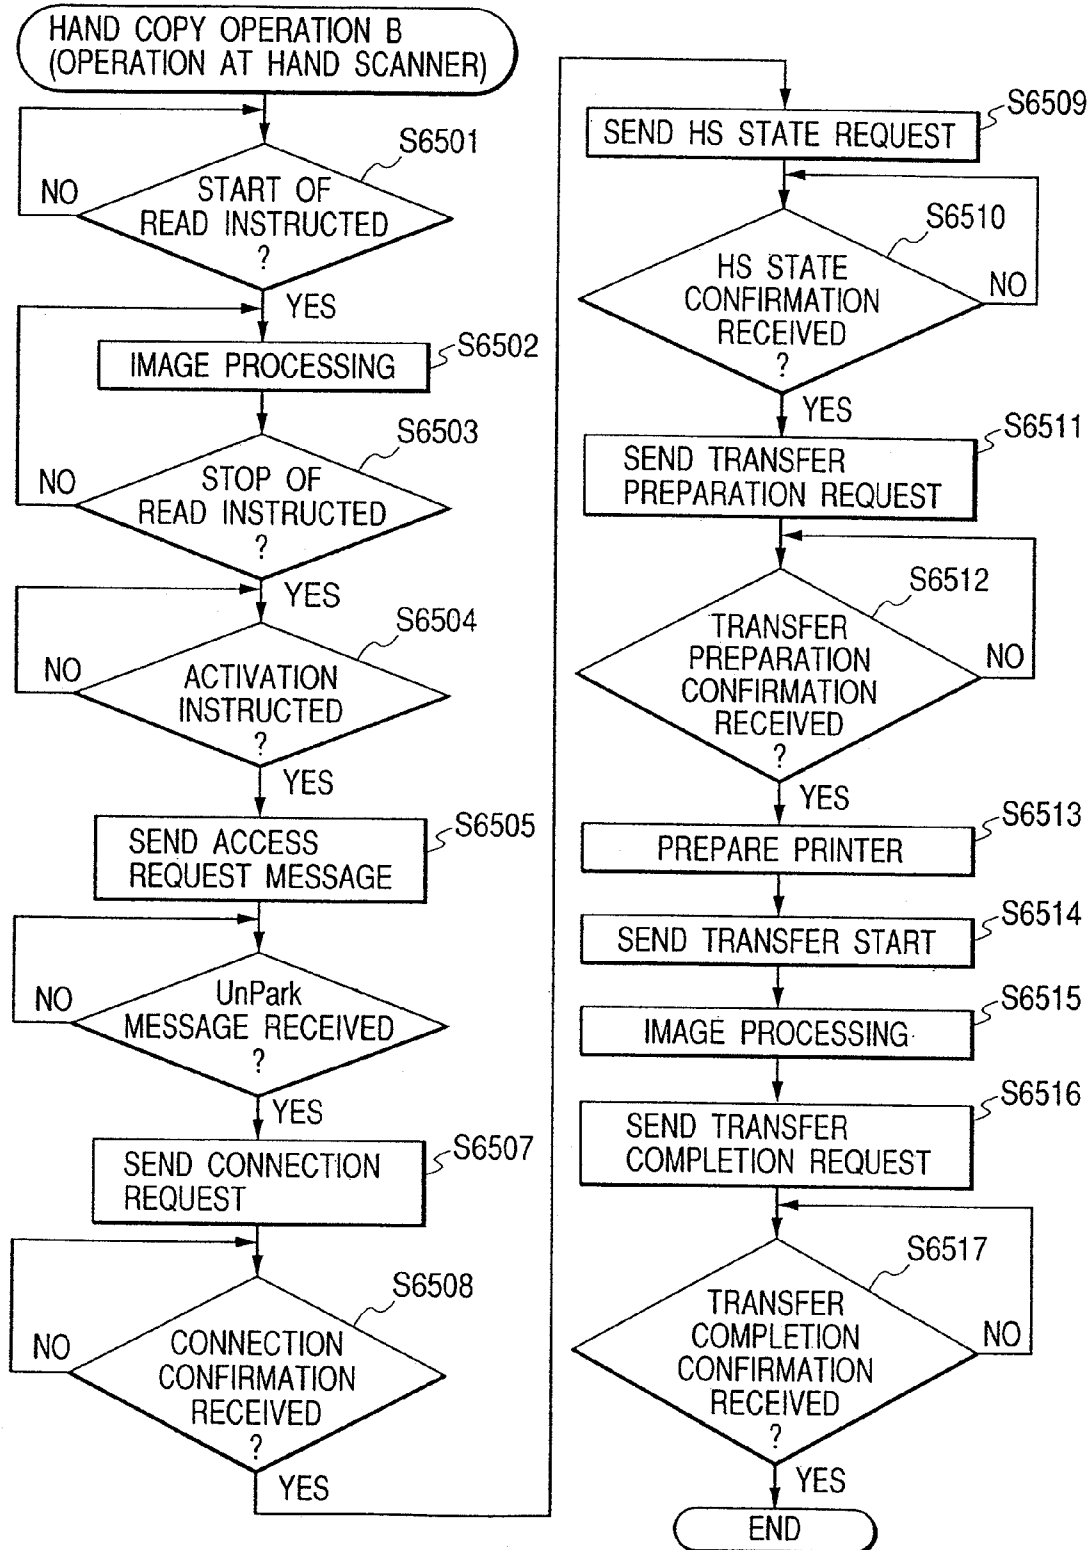 HAND COPY OPERATION B
(OPERATION AT HAND SCANNER)
S6501
START OF
READ INSTRUCTED
?
NO
YES
S6502
IMAGE PROCESSING
S6503
STOP OF
READ INSTRUCTED
?
NO
YES
S6504
ACTIVATION
INSTRUCTED
?
NO
YES
S6505
SEND ACCESS
REQUEST MESSAGE
UnPark
MESSAGE RECEIVED
?
NO
YES
S6507
SEND CONNECTION
REQUEST
S6508
CONNECTION
CONFIRMATION
RECEIVED
?
NO
YES
S6509
SEND HS STATE REQUEST
S6510
HS STATE
CONFIRMATION
RECEIVED
?
NO
YES
S6511
SEND TRANSFER
PREPARATION REQUEST
S6512
TRANSFER
PREPARATION
CONFIRMATION
RECEIVED
?
NO
YES
S6513
PREPARE PRINTER
S6514
SEND TRANSFER START
S6515
IMAGE PROCESSING
S6516
SEND TRANSFER
COMPLETION REQUEST
S6517
TRANSFER
COMPLETION
CONFIRMATION
RECEIVED
?
NO
YES
END